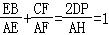 EB/AE + CF/AF = 2DP/AH = 1